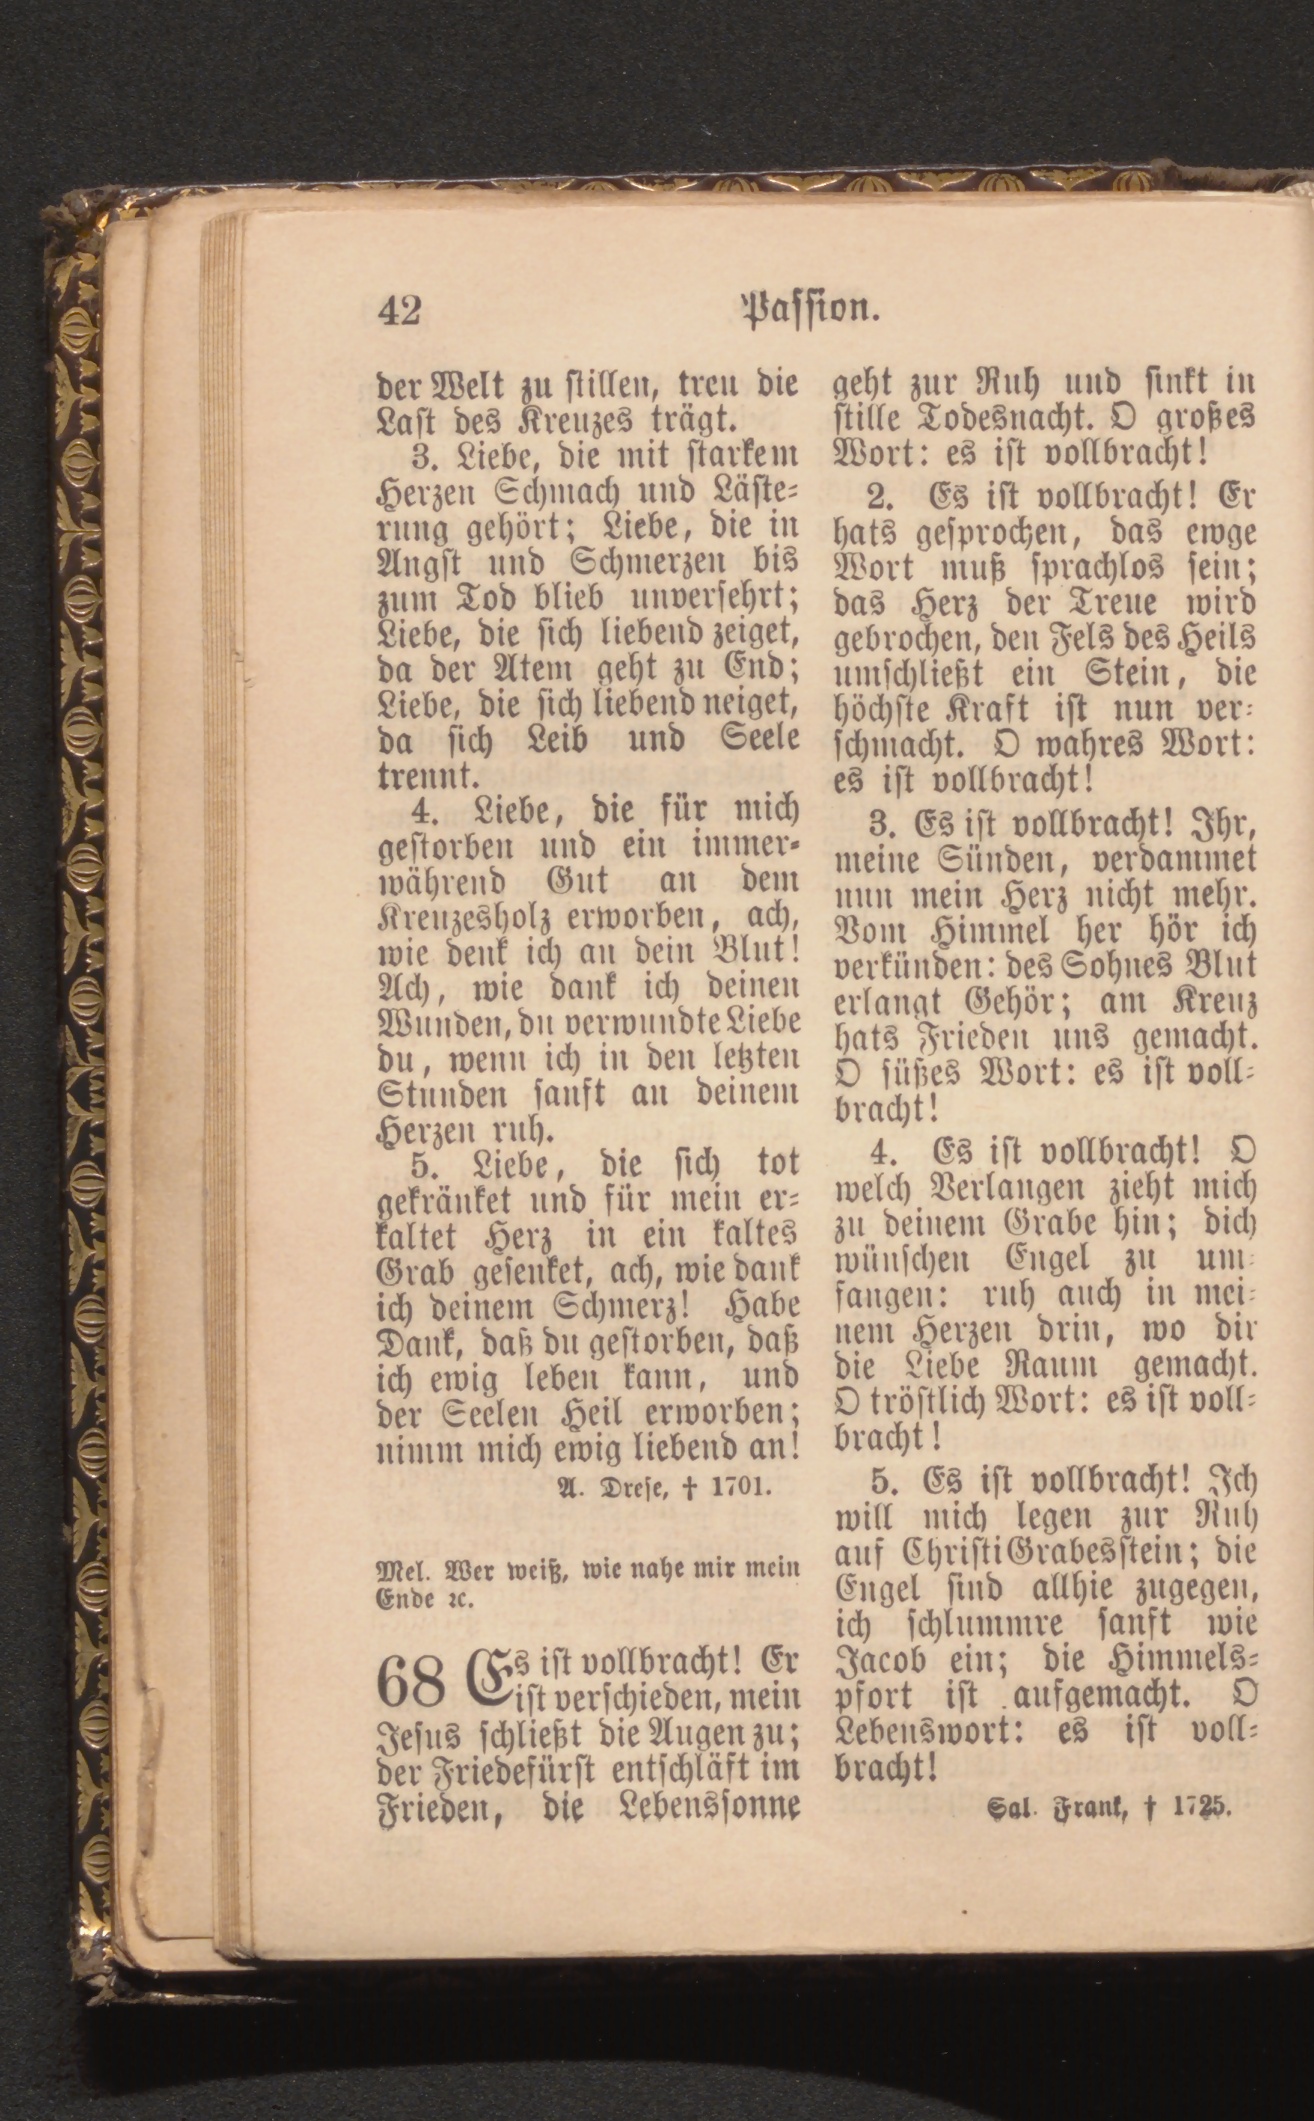 42
Passion.
der Welt zu stillen, treu die
Last des Kreuzes trägt.
3. Liebe, die mit starkem
Herzen Schmach und Läste-
rung gehört; Liebe, die in
Angst und Schmerzen bis
zum Tod blieb unversehrt;
Liebe, die sich liebend zeiget,
da der Atem geht zu End;
Liebe, die sich liebend neiget,
da sich Leib und Seele
trennt.
4. Liebe, die für mich
gestorben und ein immer-
während Gut an dem
Kreuzesholz erworben, ach,
wie denk ich an dein Blut!
Ach, wie dank ich deinen
Wunden, du verwundte Liebe
du, wenn ich in den letzten
Stunden sanft an deinem
Herzen ruh.
5. Liebe, die sich tot
gekränket und für mein er-
kaltet Herz in ein kaltes
Grab gesenket, ach, wie dank
ich deinem Schmerz! Habe
Dank, daß du gestorben, daß
ich ewig leben kann, und
der Seelen Heil erworben;
nimm mich ewig liebend an!
A. Drese, † 1701.
Mel. Wer weiß, wie nahe mir mein
Ende ꝛc.
68 Es ist vollbracht! Er
ist verschieden, mein
Jesus schließt die Augen zu;
der Friedefürst entschläft im
Frieden, die Lebenssonne
geht zur Ruh und sinkt in
stille Todesnacht. O großes
Wort: es ist vollbracht!
2. Es ist vollbracht! Er
hats gesprochen, das ewge
Wort muß sprachlos sein;
das Herz der Treue wird
gebrochen, den Fels des Heils
umschließt ein Stein, die
höchste Kraft ist nun ver-
schmacht. O wahres Wort:
es ist vollbracht!
3. Es ist vollbracht! Ihr,
meine Sünden, verdammet
nun mein Herz nicht mehr.
Vom Himmel her hör ich
verkünden: des Sohnes Blut
erlangt Gehör; am Kreuz
hats Frieden uns gemacht.
O süßes Wort: es ist voll-
bracht!
4. Es ist vollbracht! O
welch Verlangen zieht mich
zu deinem Grabe hin; dich
wünschen Engel zu um-
fangen: ruh auch in mei-
nem Herzen drin, wo dir
die Liebe Raum gemacht.
O tröstlich Wort: es ist voll-
bracht!
5. Es ist vollbracht! Ich
will mich legen zur Ruh
auf Christi Grabesstein; die
Engel sind allhie zugegen,
ich schlummre sanft wie
Jacob ein; die Himmels-
pfort ist aufgemacht. O
Lebenswort: es ist voll-
bracht!
Sal. Frank, † 1725.